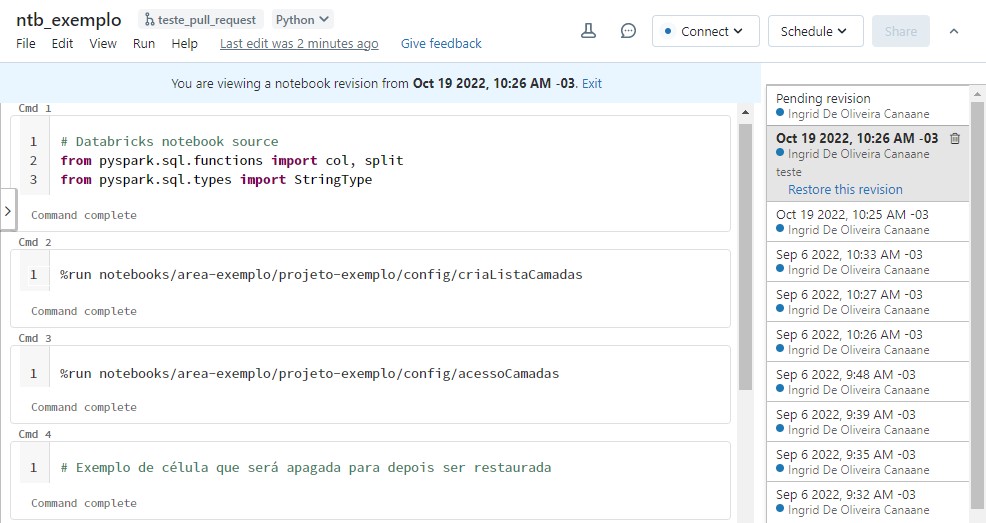 ntb_exemplo teste_pull_request Python
File Edit View Run Help Last edit was 2 minutes ago Give feedback
Connect Schedule Share
You are viewing a notebook revision from Oct 19 2022, 10:26 AM -03. Exit
Cmd 1
1 # Databricks notebook source
2 from pyspark.sql.functions import col, split
3 from pyspark.sql.types import StringType
Command complete
Cmd 2
1 %run notebooks/area-exemplo/projeto-exemplo/config/criaListaCamadas
Command complete
Cmd 3
1 %run notebooks/area-exemplo/projeto-exemplo/config/acessoCamadas
Command complete
Cmd 4
1 # Exemplo de célula que será apagada para depois ser restaurada
Command complete
Pending revision
Ingrid De Oliveira Canaane
Oct 19 2022, 10:26 AM -03
Ingrid De Oliveira Canaane
teste
Restore this revision
Oct 19 2022, 10:25 AM -03
Ingrid De Oliveira Canaane
Sep 6 2022, 10:33 AM -03
Ingrid De Oliveira Canaane
Sep 6 2022, 10:27 AM -03
Ingrid De Oliveira Canaane
Sep 6 2022, 10:26 AM -03
Ingrid De Oliveira Canaane
Sep 6 2022, 9:48 AM -03
Ingrid De Oliveira Canaane
Sep 6 2022, 9:39 AM -03
Ingrid De Oliveira Canaane
Sep 6 2022, 9:35 AM -03
Ingrid De Oliveira Canaane
Sep 6 2022, 9:32 AM -03
Ingrid De Oliveira Canaane